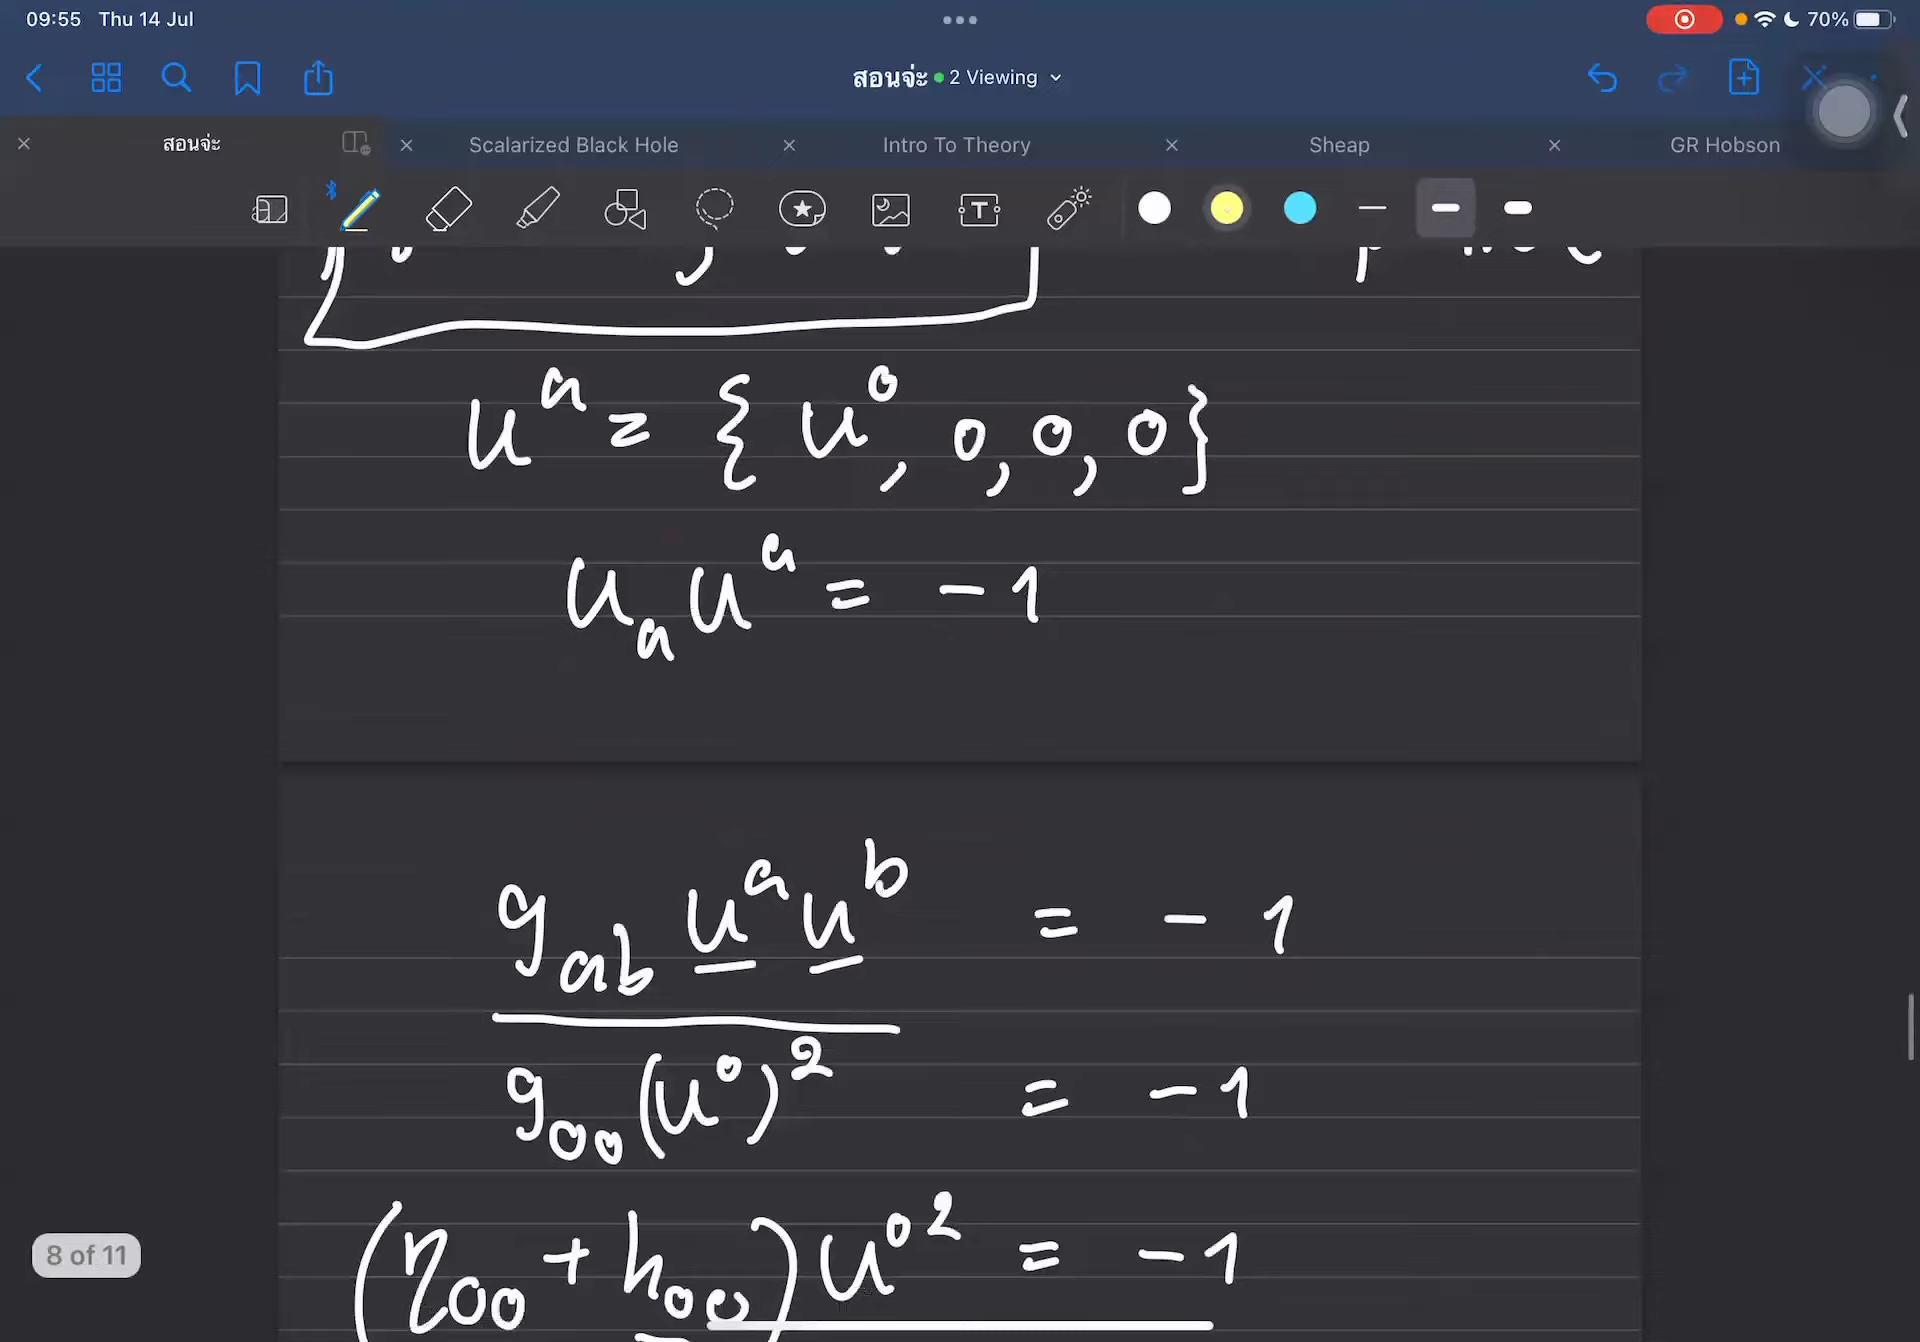 09:55 Thu 14 Jul
70%
สอนจ่ะ 2 Viewing
สอนจ่ะ
Scalarized Black Hole
Intro To Theory
Sheap
GR Hobson
T
u^a = { u^0, 0, 0, 0}
u_a u^a = -1
g_ab u^a u^b = -1
g_00 (u^0)^2 = -1
(η_00 + h_00) u^0 2 = -1
8 of 11